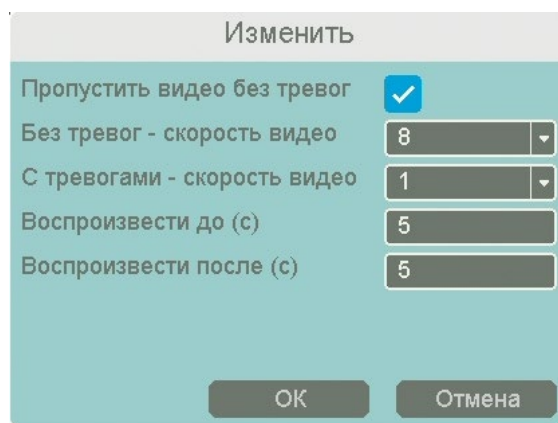 Изменить
Пропустить видео без тревог
Без тревог - скорость видео 8
С тревогами - скорость видео 1
Воспроизвести до (с) 5
Воспроизвести после (с) 5
ОК Отмена